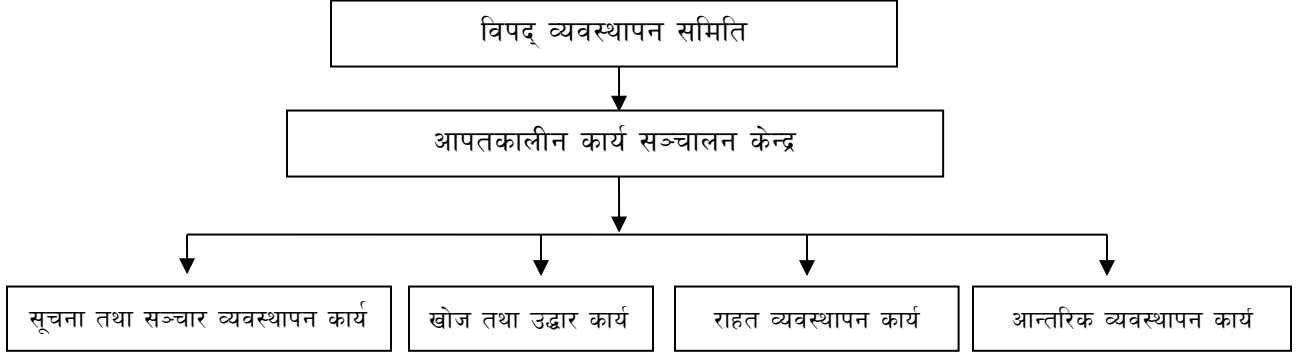 विपद् व्यवस्थापन समिति
आपतकालीन कार्य सञ्चालन केन्द्र
सूचना तथा सञ्चार व्यवस्थापन कार्य
खोज तथा उद्धार कार्य
राहत व्यवस्थापन कार्य
आन्तरिक व्यवस्थापन कार्य